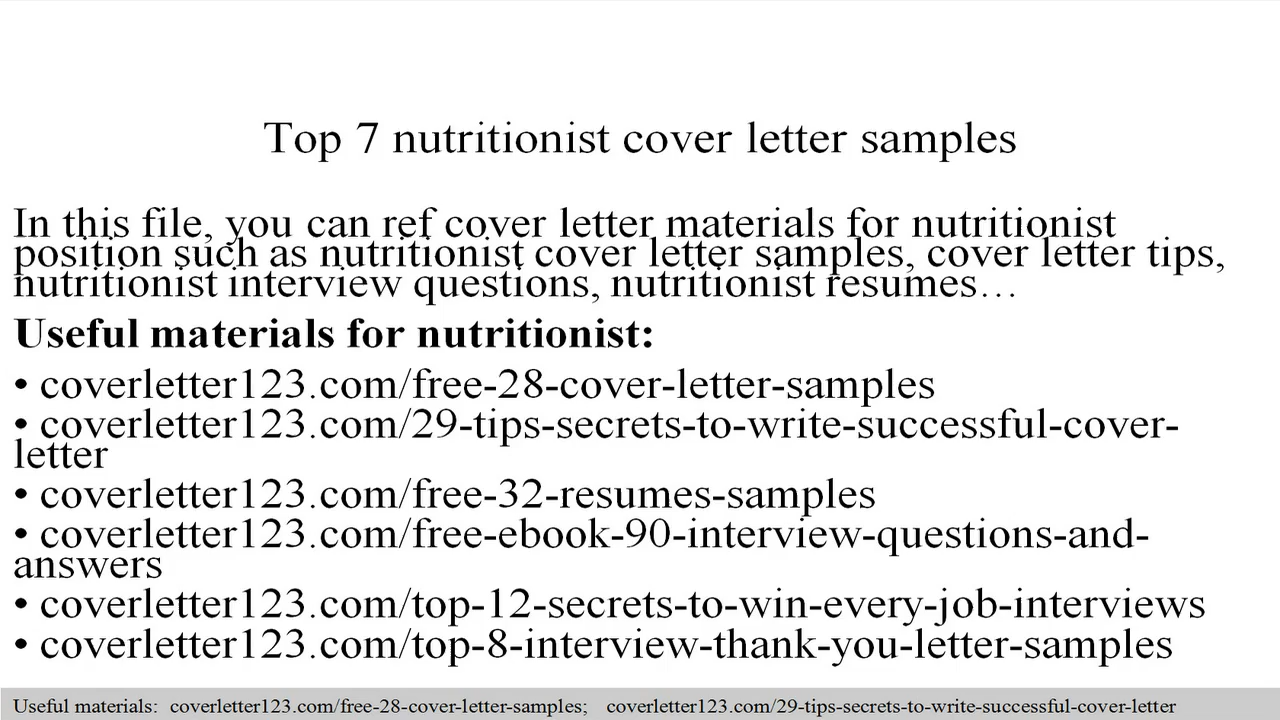 Top 7 nutritionist cover letter samples
In this file, you can ref cover letter materials for nutritionist
position such as nutritionist cover letter samples, cover letter tips,
nutritionist interview questions, nutritionist resumes…
Useful materials for nutritionist:
• coverletter123.com/free-28-cover-letter-samples
• coverletter123.com/29-tips-secrets-to-write-successful-cover-
letter
• coverletter123.com/free-32-resumes-samples
• coverletter123.com/free-ebook-90-interview-questions-and-
answers
• coverletter123.com/top-12-secrets-to-win-every-job-interviews
• coverletter123.com/top-8-interview-thank-you-letter-samples
Useful materials: coverletter123.com/free-28-cover-letter-samples; coverletter123.com/29-tips-secrets-to-write-successful-cover-letter